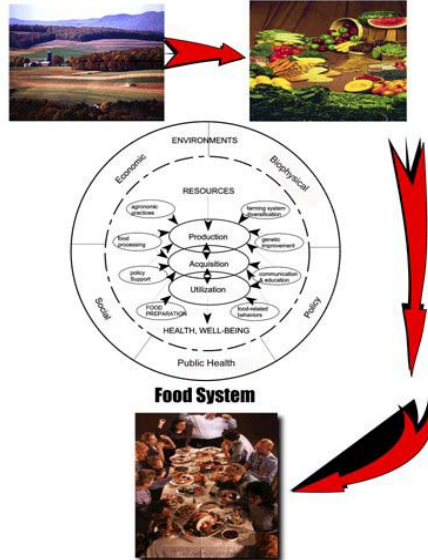 ENVIRONMENTS
Economic
Biophysical
RESOURCES
agronomic
practices
farming system
diversification
Production
food
processing
genetic
improvement
Acquisition
policy
Support
communication
& education
Utilization
Social
Policy
FOOD
PREPARATION
food-related
behaviors
HEALTH, WELL-BEING
Public Health
Food System